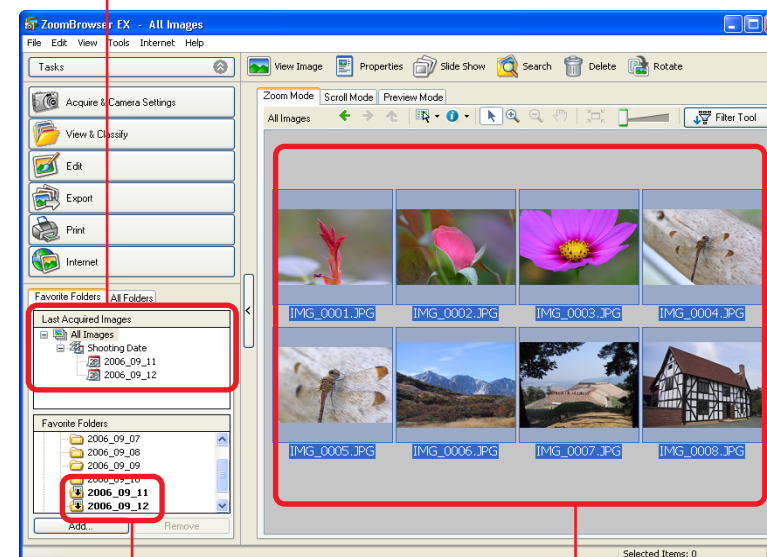 ZoomBrowser EX - All Images
File Edit View Tools Internet Help
Tasks
View Image Properties Slide Show Search Delete Rotate
Acquire & Camera Settings
View & Classify
Edit
Export
Print
Internet
Zoom Mode Scroll Mode Preview Mode
All Images Filter Tool
Favorite Folders All Folders
Last Acquired Images
All Images
Shooting Date
2006_09_11
2006_09_12
Favorite Folders
2006_09_07
2006_09_08
2006_09_09
2006_09_10
2006_09_11
2006_09_12
Add... Remove
IMG_0001.JPG IMG_0002.JPG IMG_0003.JPG IMG_0004.JPG
IMG_0005.JPG IMG_0006.JPG IMG_0007.JPG IMG_0008.JPG
Selected Items: 0